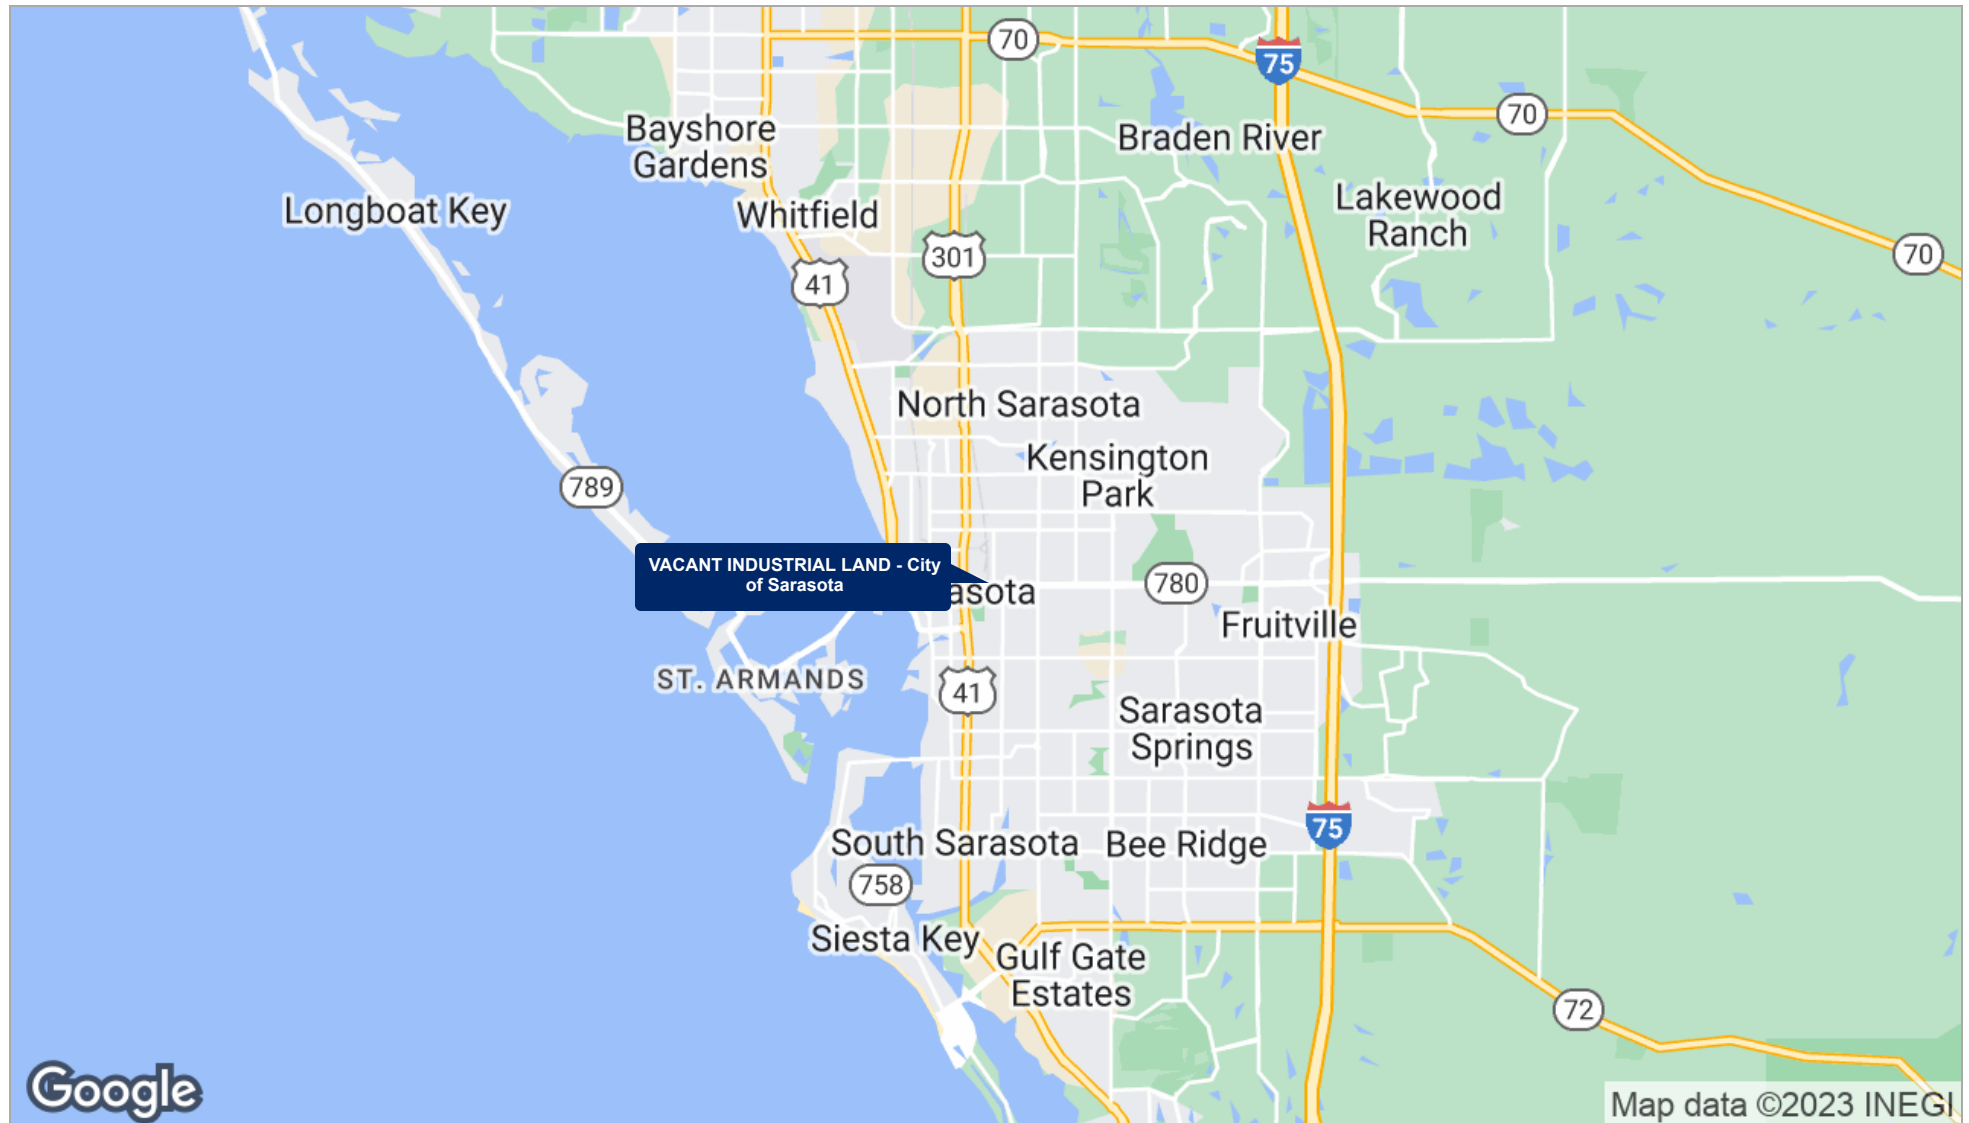 70
75
70
Bayshore
Gardens
Braden River
Longboat Key
Whitfield
Lakewood
Ranch
301
70
41
North Sarasota
Kensington
Park
789
VACANT INDUSTRIAL LAND - City
of Sarasota
asota
780
Fruitville
ST. ARMANDS
41
Sarasota
Springs
75
South Sarasota
Bee Ridge
758
Siesta Key
Gulf Gate
Estates
72
Google
Map data ©2023 INEGI